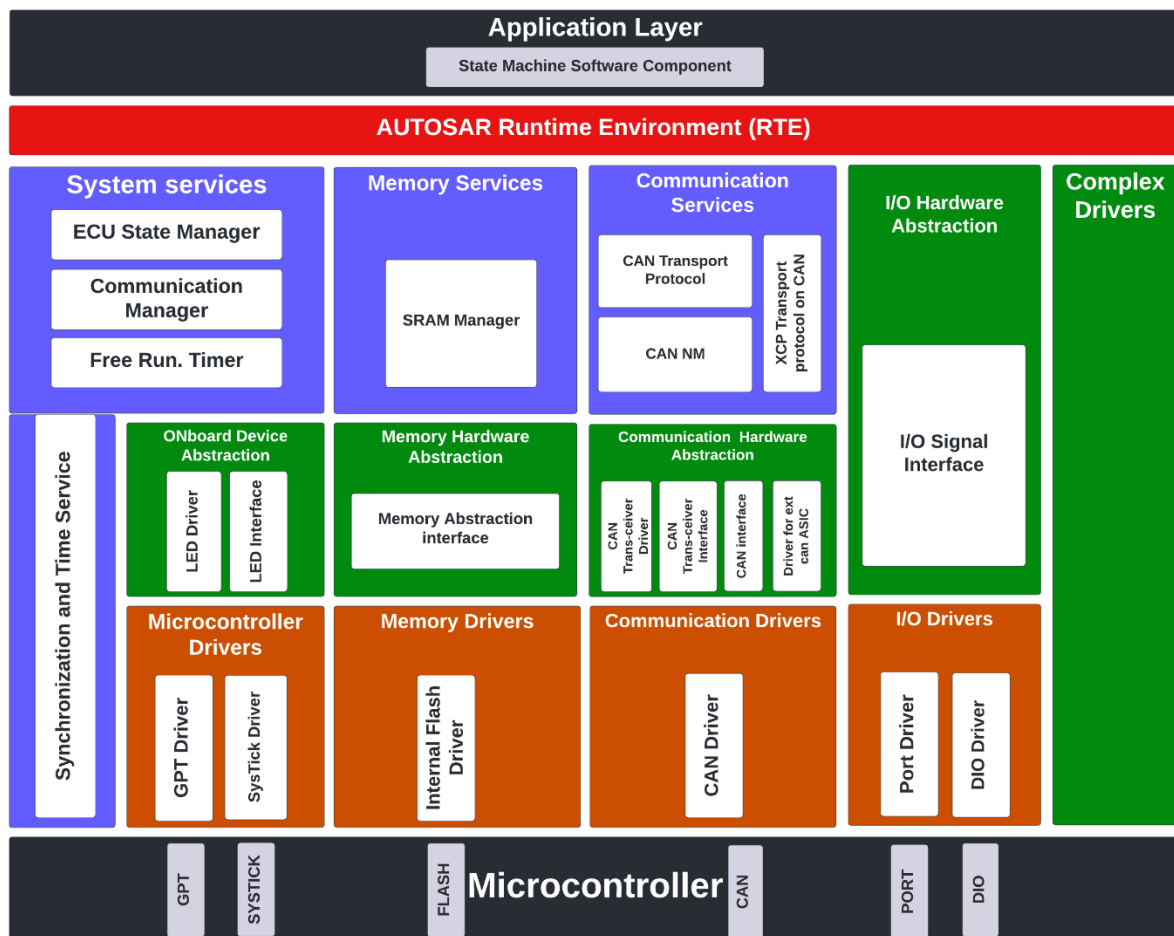 Application Layer
State Machine Software Component
AUTOSAR Runtime Environment (RTE)
System services
ECU State Manager
Communication
Manager
Free Run. Timer
Memory Services
SRAM Manager
Communication
Services
CAN Transport
Protocol
CAN NM
XCP Transport
protocol on CAN
I/O Hardware
Abstraction
I/O Signal
Interface
Complex
Drivers
Synchronization and Time Service
ONboard Device
Abstraction
LED Driver
LED Interface
Memory Hardware
Abstraction
Memory Abstraction
interface
Communication Hardware
Abstraction
CAN
Trans-ceiver
Driver
CAN
Trans-ceiver
Interface
CAN interface
Driver for ext
can ASIC
Microcontroller
Drivers
GPT Driver
SysTick Driver
Memory Drivers
Internal Flash
Driver
Communication Drivers
CAN Driver
I/O Drivers
Port Driver
DIO Driver
Microcontroller
GPT
SYSTICK
FLASH
CAN
PORT
DIO